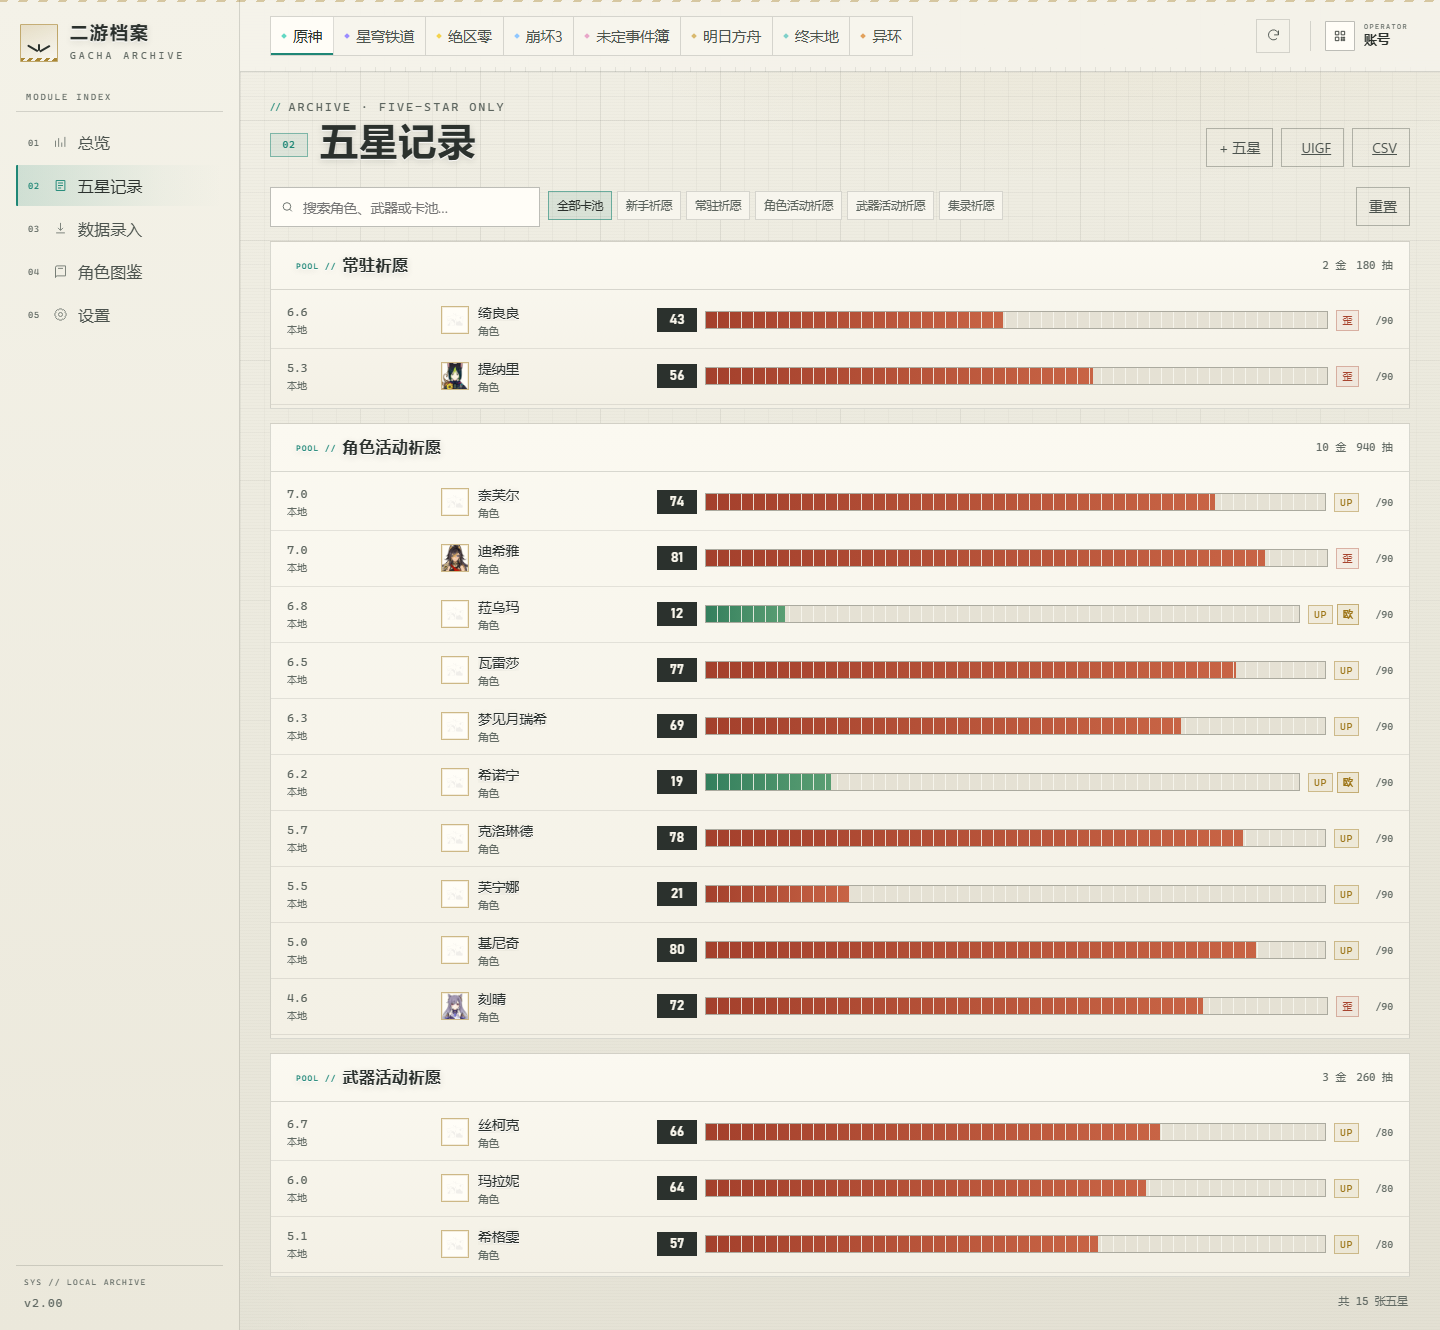 二游档案
GACHA ARCHIVE
MODULE INDEX
01 总览
02 五星记录
03 数据录入
04 角色图鉴
05 设置
SYS // LOCAL ARCHIVE
v2.00
原神 星穹铁道 绝区零 崩坏3 未定事件簿 明日方舟 终末地 异环
OPERATOR
账号
// ARCHIVE · FIVE-STAR ONLY
02 五星记录
+ 五星 UIGF CSV
搜索角色、武器或卡池... 全部卡池 新手祈愿 常驻祈愿 角色活动祈愿 武器活动祈愿 集录祈愿 重置
POOL // 常驻祈愿 2 金 180 抽
6.6 绮良良 43 歪 /90
本地 角色
5.3 提纳里 56 歪 /90
本地 角色
POOL // 角色活动祈愿 10 金 940 抽
7.0 奈芙尔 74 UP /90
本地 角色
7.0 迪希雅 81 歪 /90
本地 角色
6.8 菈乌玛 12 UP 欧 /90
本地 角色
6.5 瓦雷莎 77 UP /90
本地 角色
6.3 梦见月瑞希 69 UP /90
本地 角色
6.2 希诺宁 19 UP 欧 /90
本地 角色
5.7 克洛琳德 78 UP /90
本地 角色
5.5 芙宁娜 21 UP /90
本地 角色
5.0 基尼奇 80 UP /90
本地 角色
4.6 刻晴 72 歪 /90
本地 角色
POOL // 武器活动祈愿 3 金 260 抽
6.7 丝柯克 66 UP /80
本地 角色
6.0 玛拉妮 64 UP /80
本地 角色
5.1 希格雯 57 UP /80
本地 角色
共 15 张五星